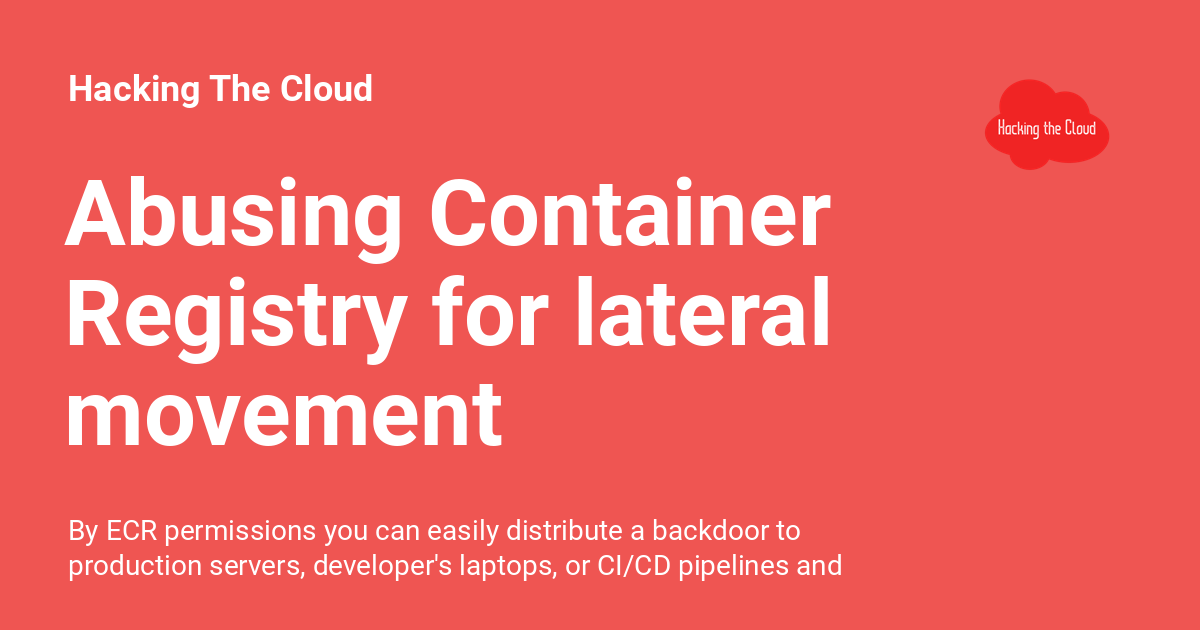 Hacking The Cloud
Hacking the Cloud
Abusing Container
Registry for lateral
movement
By ECR permissions you can easily distribute a backdoor to
production servers, developer's laptops, or CI/CD pipelines and